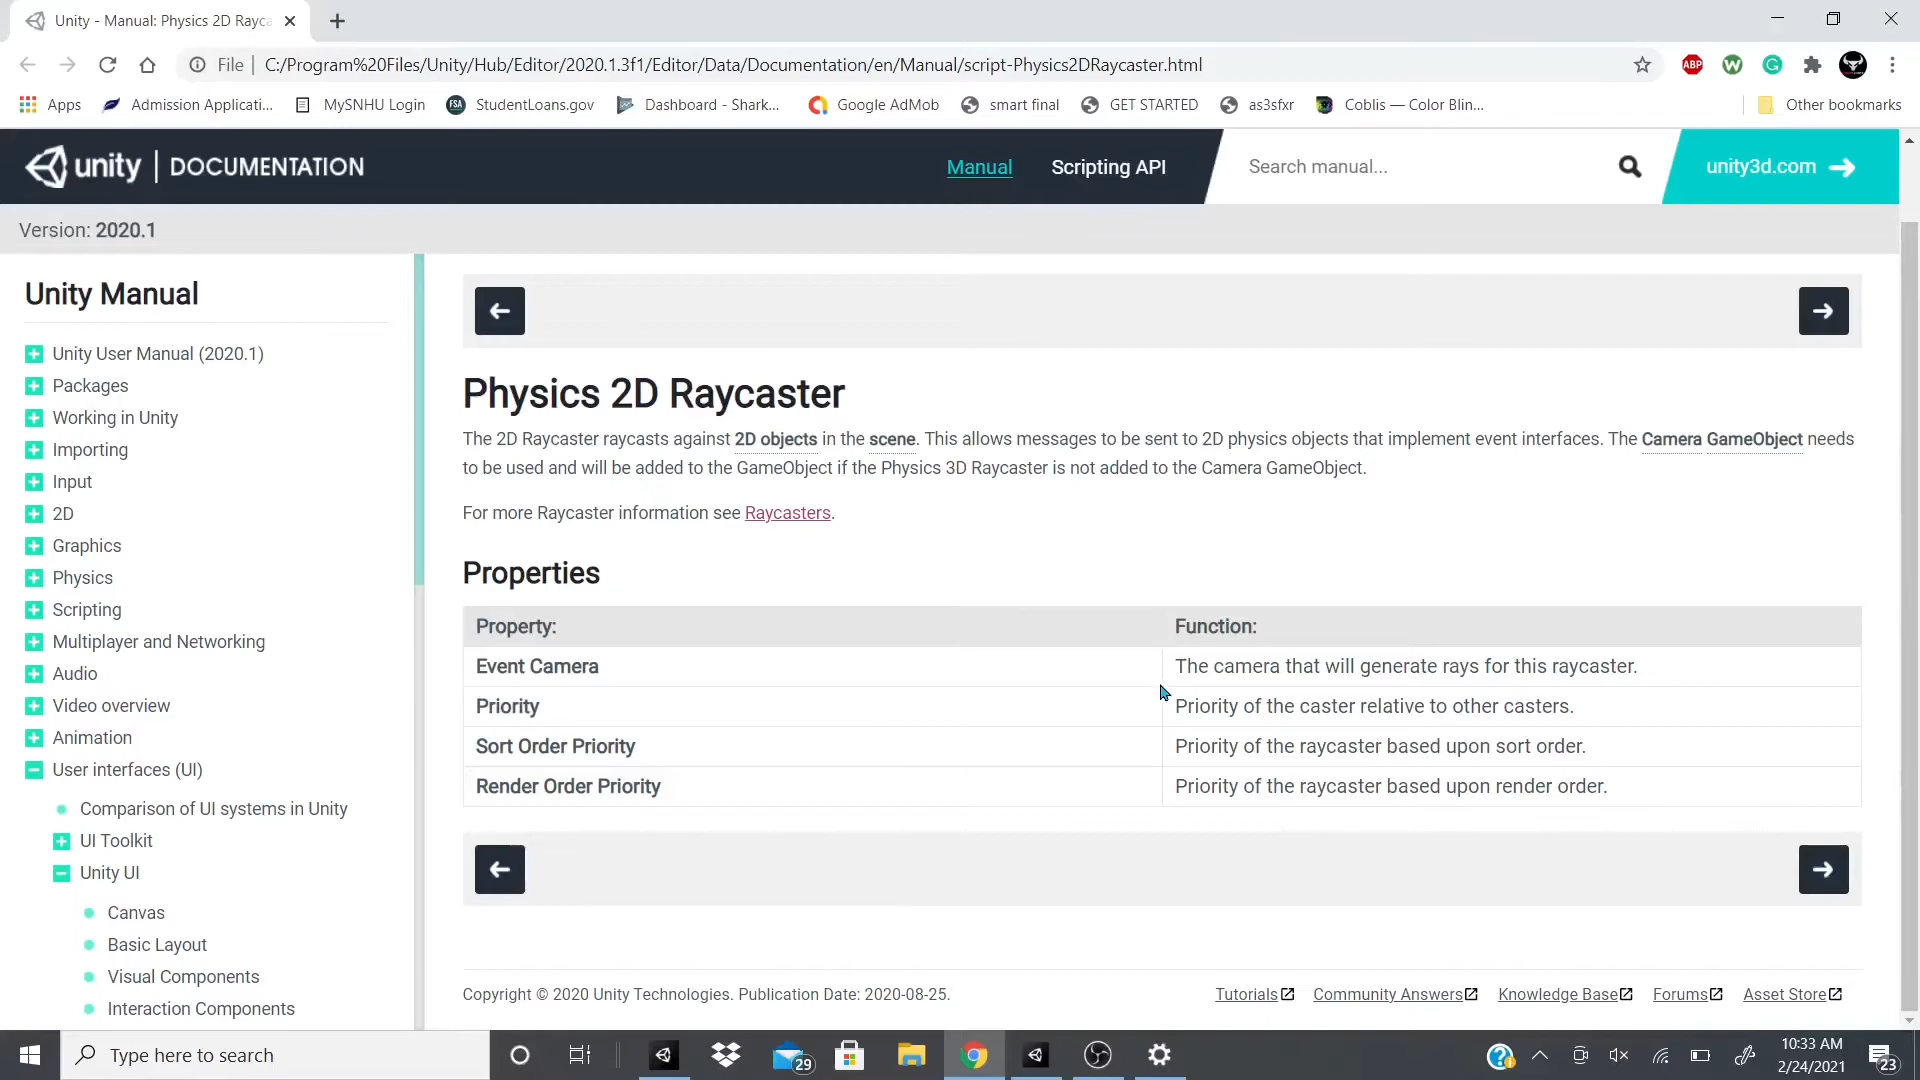 Unity - Manual: Physics 2D Rayca
File
C:/Program%20Files/Unity/Hub/Editor/2020.1.3f1/Editor/Data/Documentation/en/Manual/script-Physics2DRaycaster.html
ABP
W
G
Apps
Admission Applicati...
MySNHU Login
FSA
StudentLoans.gov
Dashboard - Shark...
Google AdMob
smart final
GET STARTED
as3sfxr
Coblis — Color Blin...
Other bookmarks
unity | DOCUMENTATION
Manual
Scripting API
Search manual...
unity3d.com
Version: 2020.1
Unity Manual
Unity User Manual (2020.1)
Packages
Working in Unity
Importing
Input
2D
Graphics
Physics
Scripting
Multiplayer and Networking
Audio
Video overview
Animation
User interfaces (UI)
Comparison of UI systems in Unity
UI Toolkit
Unity UI
Canvas
Basic Layout
Visual Components
Interaction Components
Physics 2D Raycaster
The 2D Raycaster raycasts against 2D objects in the scene. This allows messages to be sent to 2D physics objects that implement event interfaces. The Camera GameObject needs
to be used and will be added to the GameObject if the Physics 3D Raycaster is not added to the Camera GameObject.
For more Raycaster information see Raycasters.
Properties
Property:
Function:
Event Camera
The camera that will generate rays for this raycaster.
Priority
Priority of the caster relative to other casters.
Sort Order Priority
Priority of the raycaster based upon sort order.
Render Order Priority
Priority of the raycaster based upon render order.
Copyright © 2020 Unity Technologies. Publication Date: 2020-08-25.
Tutorials
Community Answers
Knowledge Base
Forums
Asset Store
Type here to search
29
10:33 AM
2/24/2021
23